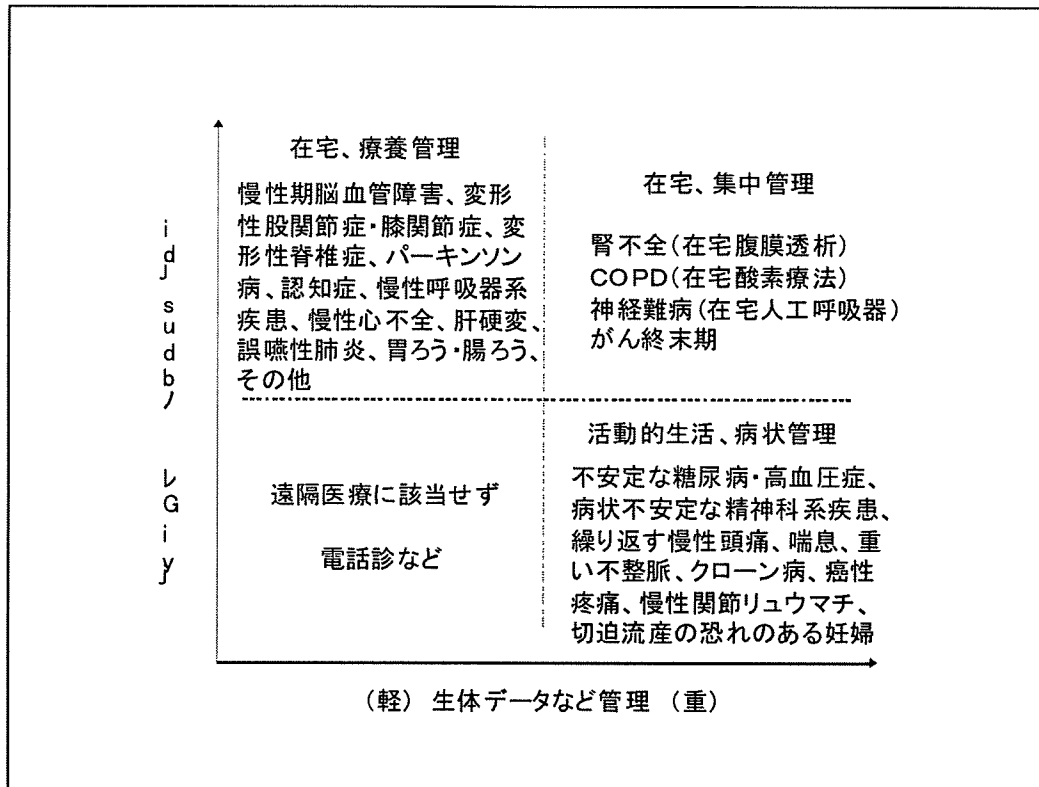 在宅、療養管理
慢性期脳血管障害、変形
性股関節症・膝関節症、変
形性脊椎症、パーキンソン
病、認知症、慢性呼吸器系
疾患、慢性心不全、肝硬変、
誤嚥性肺炎、胃ろう・腸ろう、
その他
在宅、集中管理
腎不全(在宅腹膜透析)
COPD(在宅酸素療法)
神経難病(在宅人工呼吸器)
がん終末期
遠隔医療に該当せず
電話診など
活動的生活、病状管理
不安定な糖尿病・高血圧症、
病状不安定な精神科系疾患、
繰り返す慢性頭痛、喘息、重
い不整脈、クローン病、癌性
疼痛、慢性関節リュウマチ、
切迫流産の恐れのある妊婦
(軽) 生体データなど管理 (重)